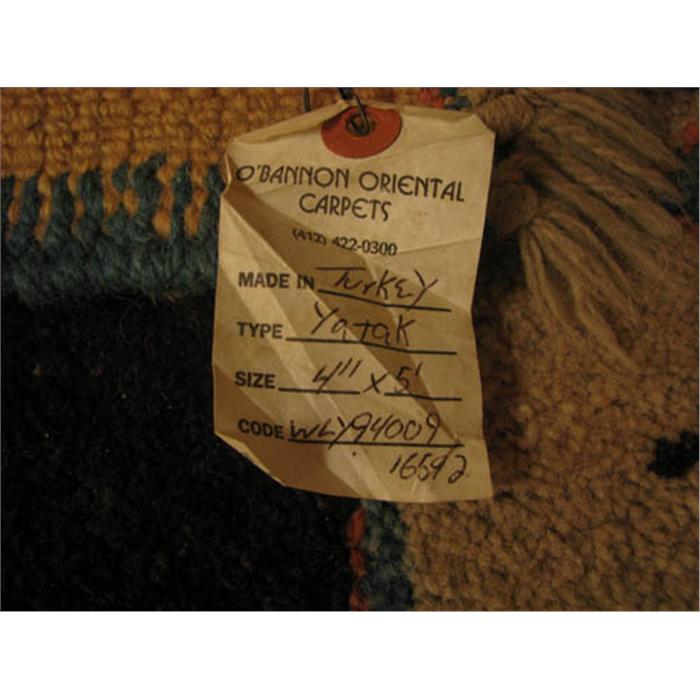 O'BANNON ORIENTAL
CARPETS
(412) 422-0300
MADE IN Turkey
TYPE Yatak
SIZE 4" x 5'
CODE WLY94009
16592